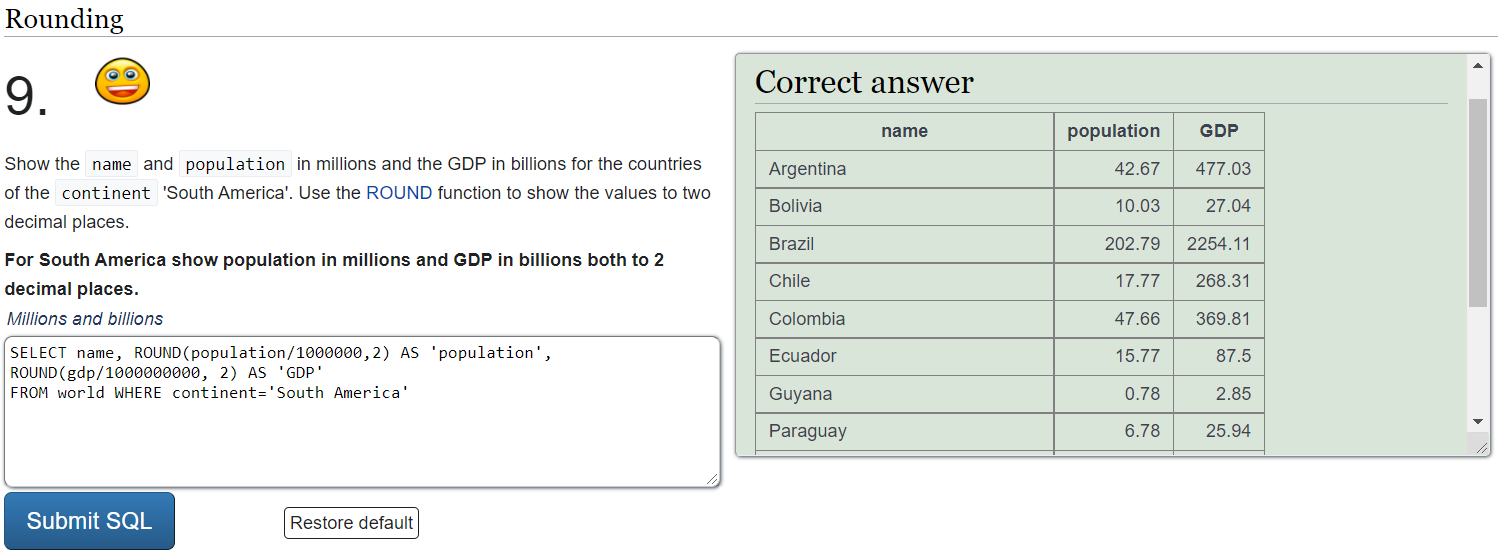 Rounding
9.
Show the name and population in millions and the GDP in billions for the countries
of the continent 'South America'. Use the ROUND function to show the values to two
decimal places.
For South America show population in millions and GDP in billions both to 2
decimal places.
Millions and billions
SELECT name, ROUND(population/1000000,2) AS 'population',
ROUND(gdp/1000000000, 2) AS 'GDP'
FROM world WHERE continent='South America'
Submit SQL
Restore default
Correct answer
name population GDP
Argentina 42.67 477.03
Bolivia 10.03 27.04
Brazil 202.79 2254.11
Chile 17.77 268.31
Colombia 47.66 369.81
Ecuador 15.77 87.5
Guyana 0.78 2.85
Paraguay 6.78 25.94